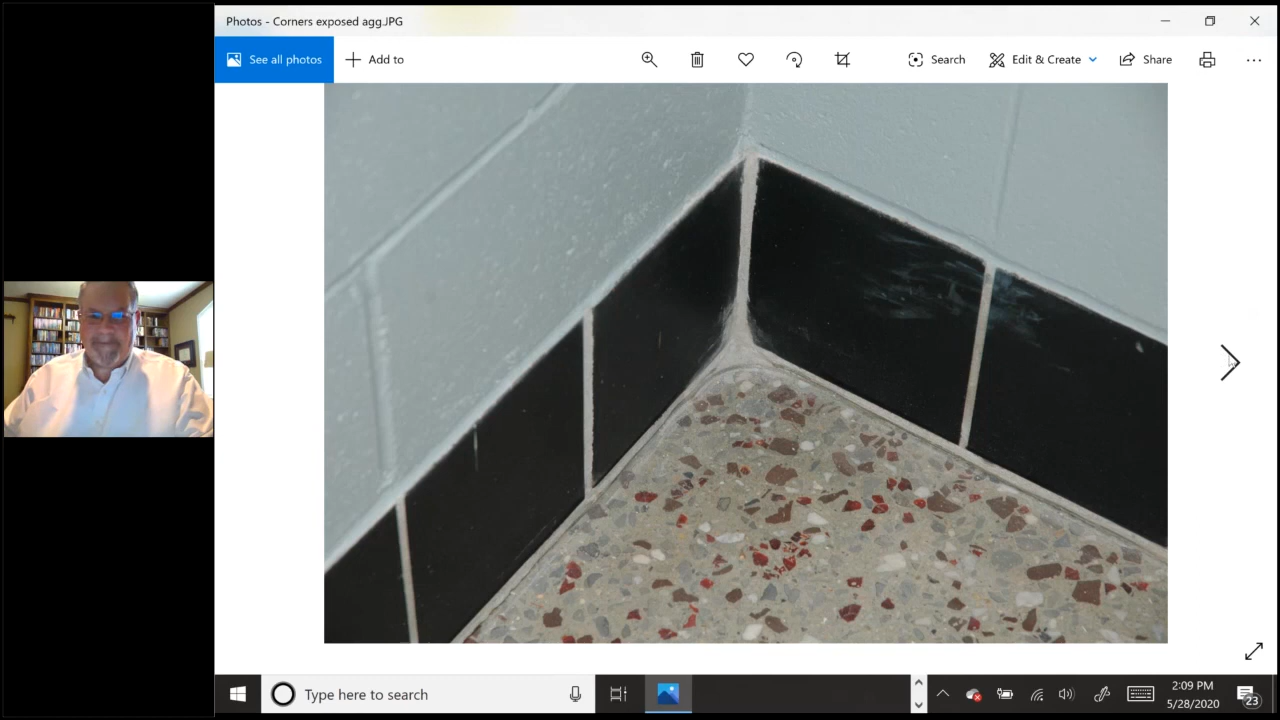 Photos - Corners exposed agg.JPG
See all photos
Add to
Search
Edit & Create
Share
Type here to search
2:09 PM
5/28/2020
23